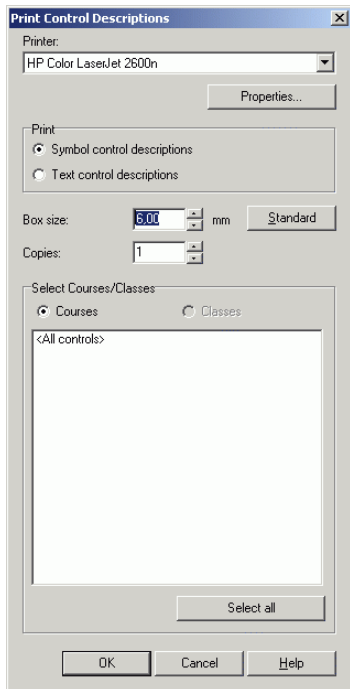 Print Control Descriptions
Printer:
HP Color LaserJet 2600n
Properties...
Print
Symbol control descriptions
Text control descriptions
Box size: 6,00 mm Standard
Copies: 1
Select Courses/Classes
Courses Classes
<All controls>
Select all
OK Cancel Help